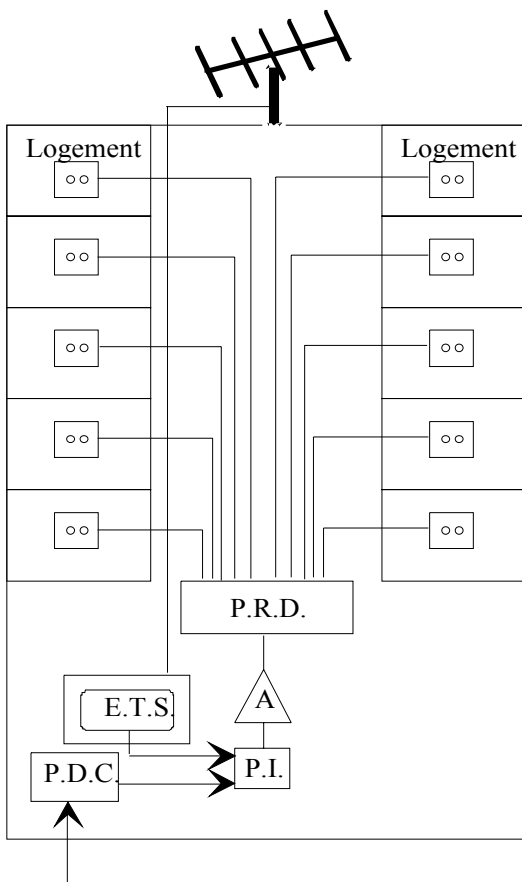 Logement
Logement
P.R.D.
A
E.T.S.
P.I.
P.D.C.